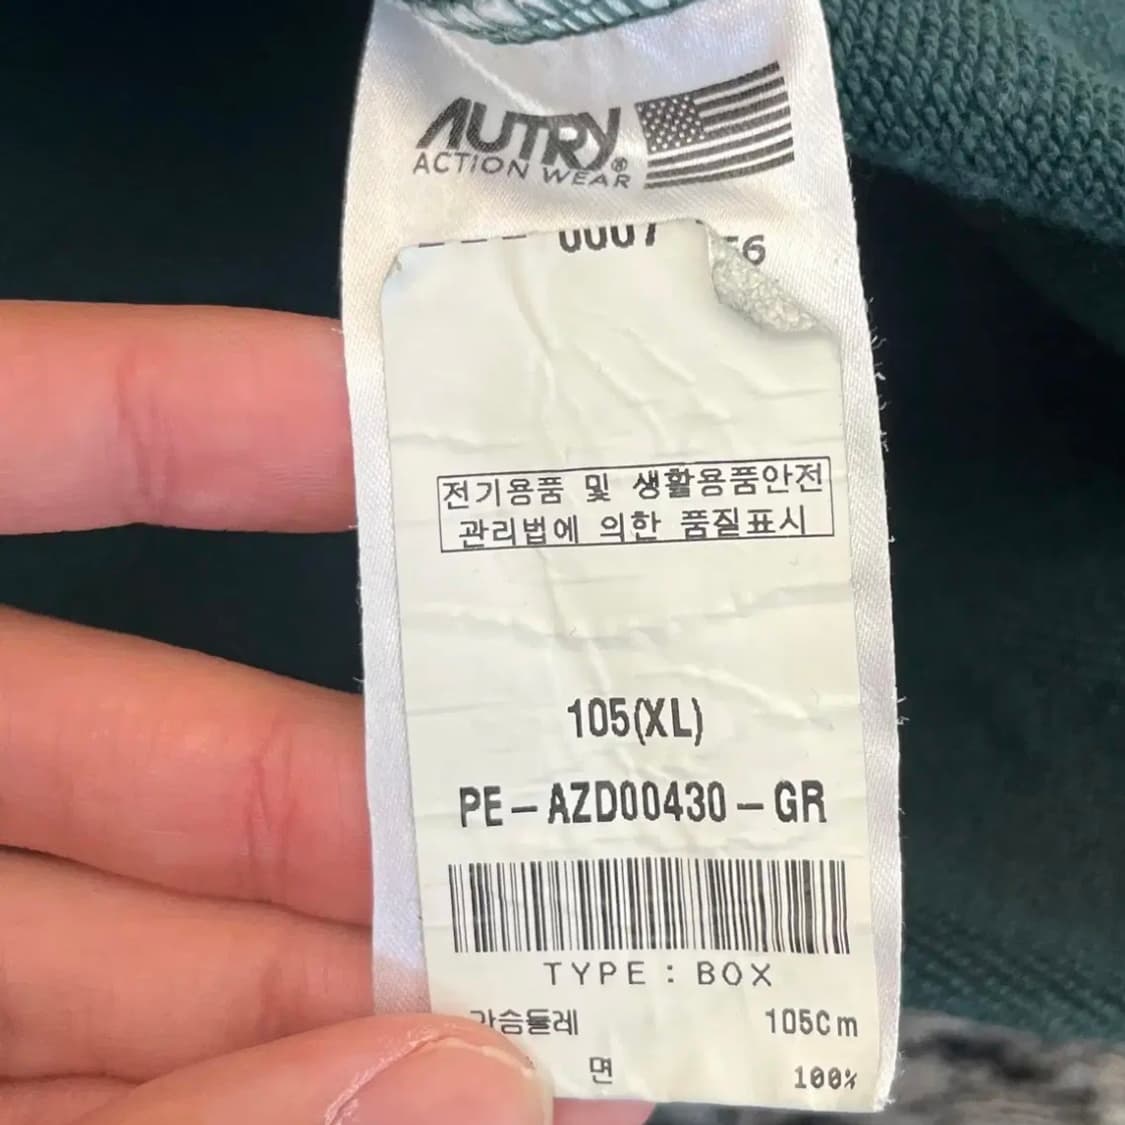 AUTRY®
ACTION WEAR
0007
56
전기용품 및 생활용품안전
관리법에 의한 품질표시
105(XL)
PE-AZD00430-GR
TYPE : BOX
가슴둘레 105Cm
면 100%